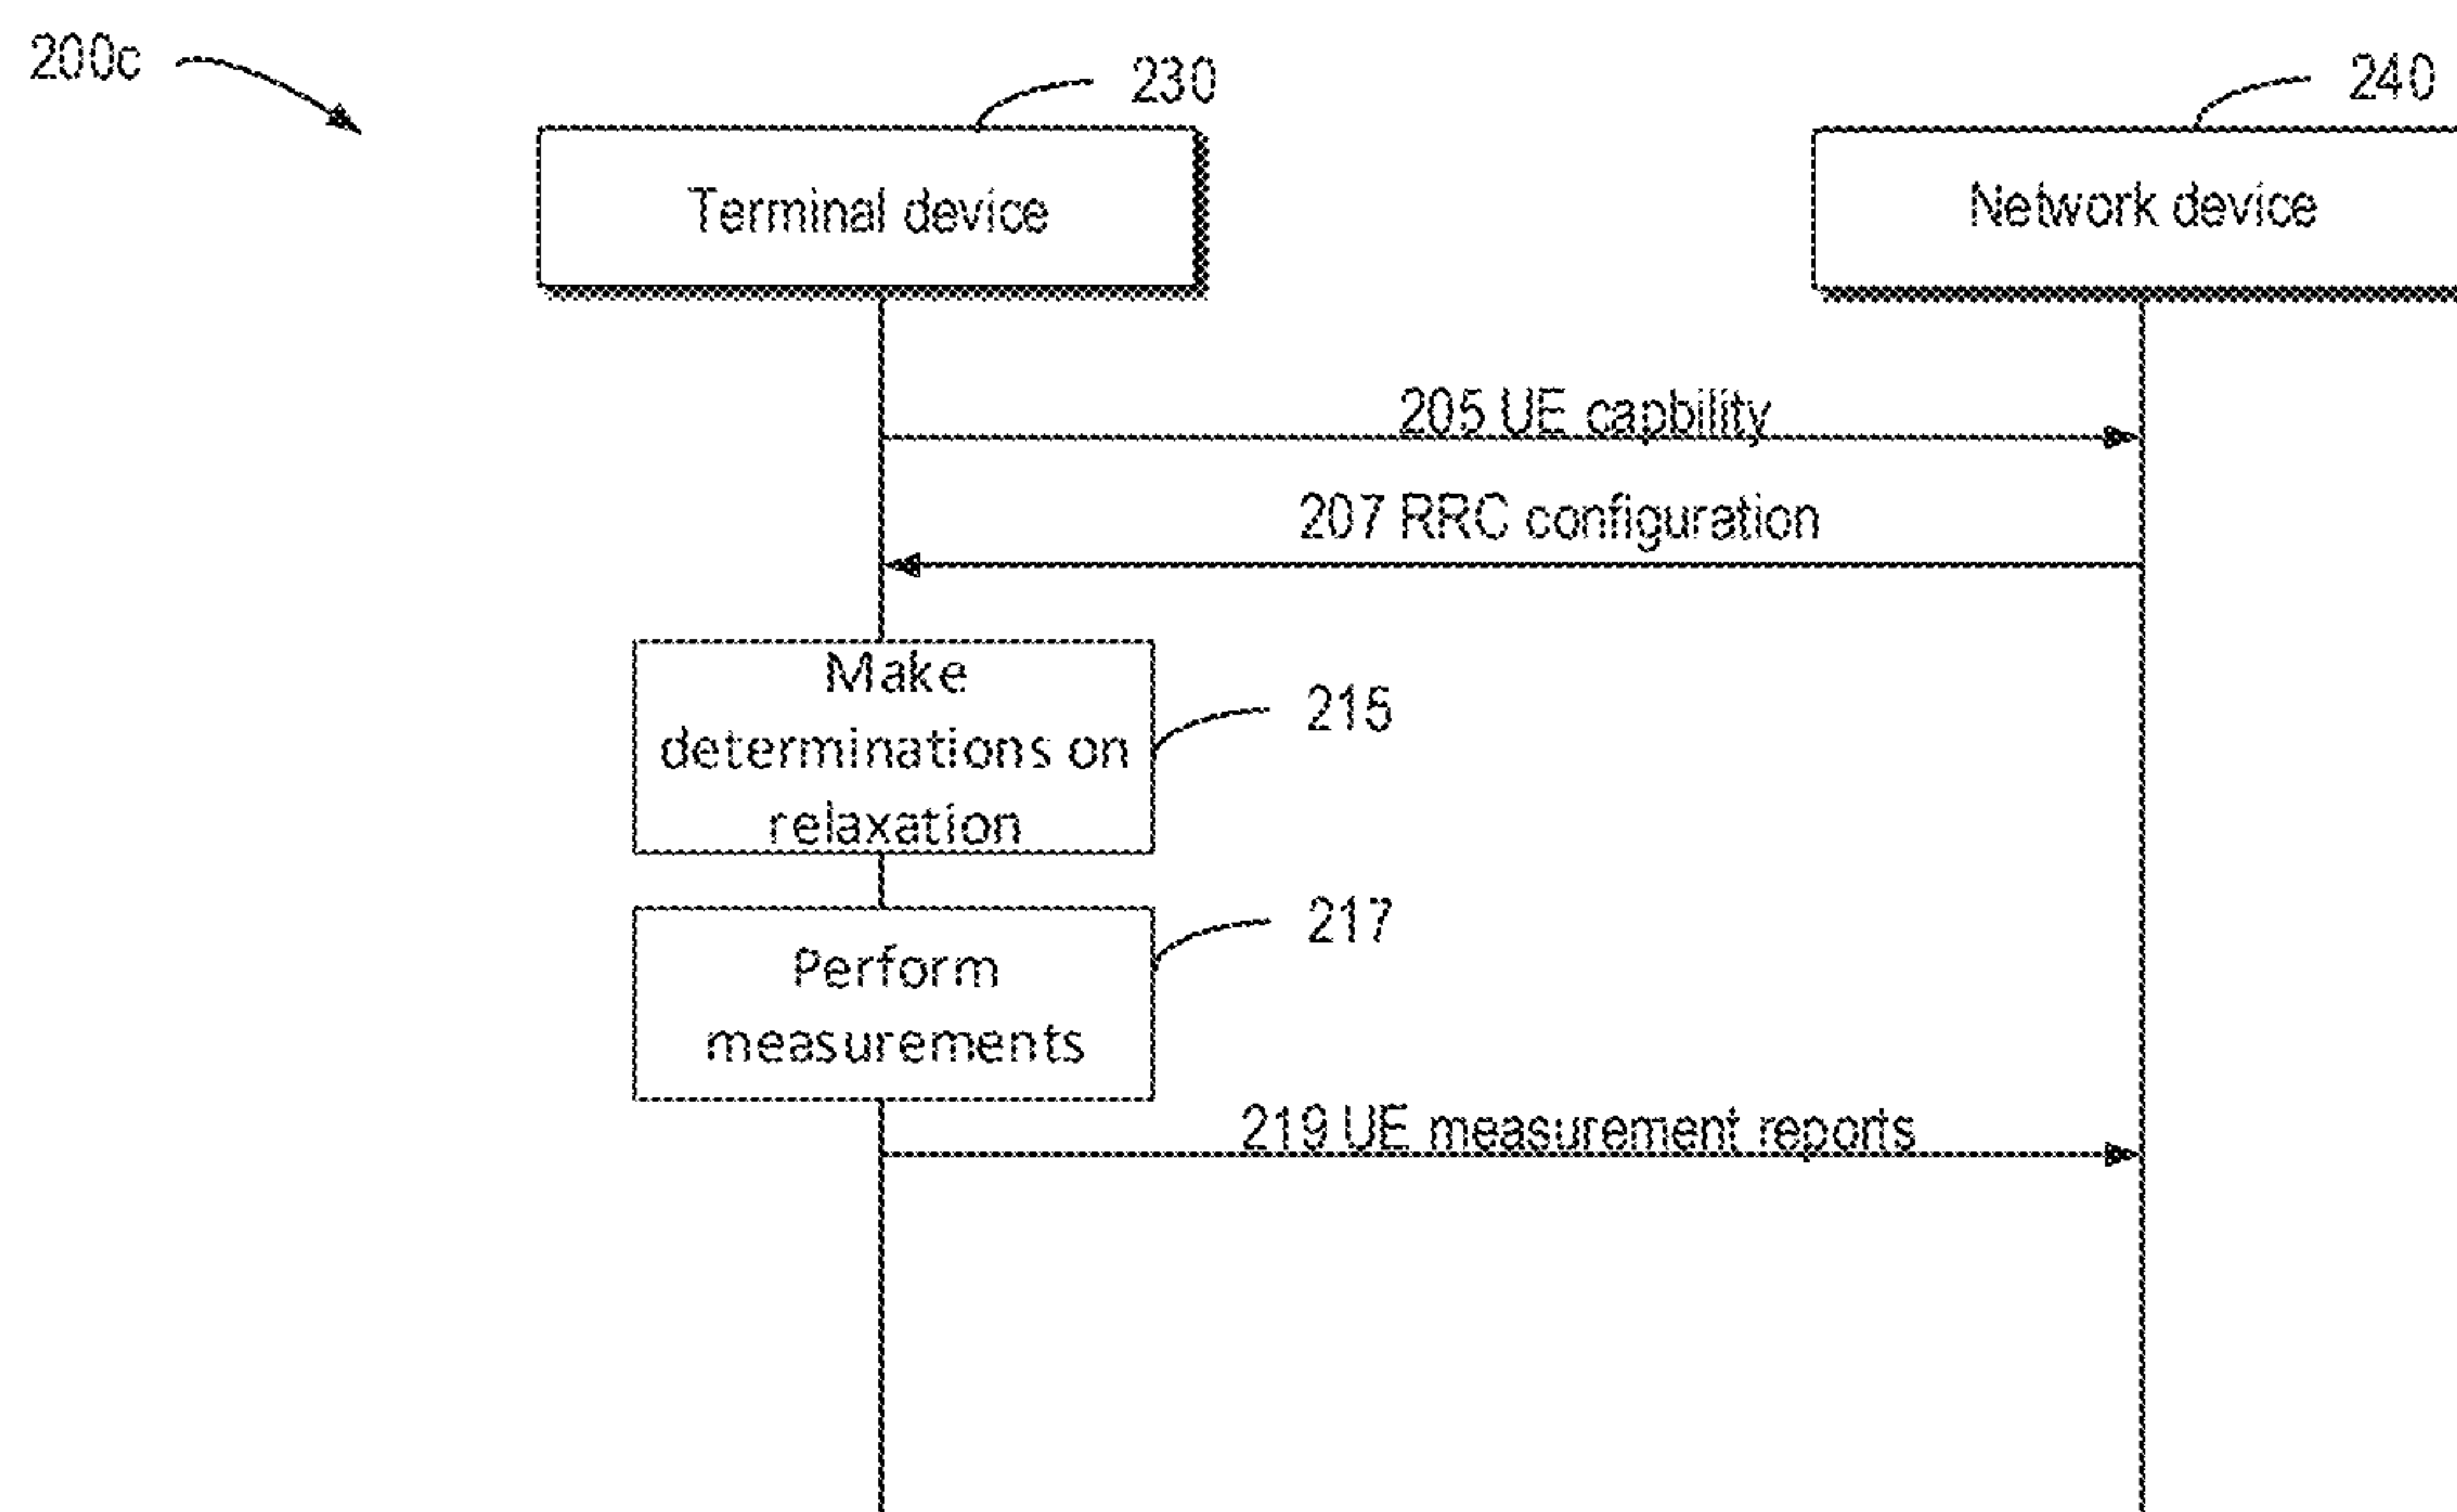 200c
230
240
Terminal device
Network device
205 UE capbility
207 RRC configuration
Make
determinations on
relaxation
215
Perform
measurements
217
219 UE measurement reports